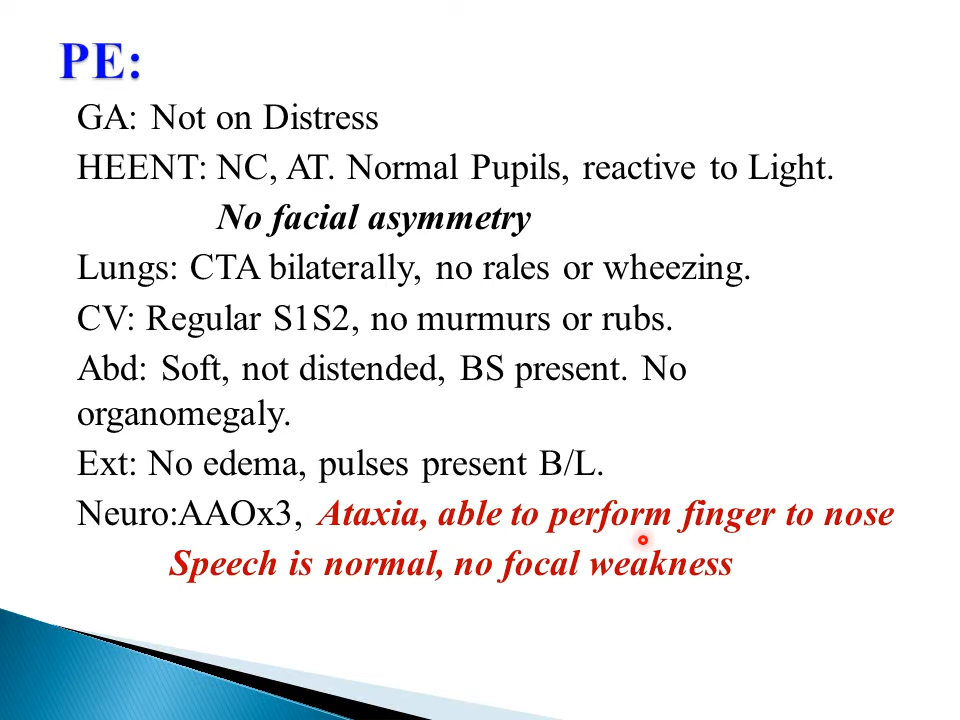 PE:
GA: Not on Distress
HEENT: NC, AT. Normal Pupils, reactive to Light.
No facial asymmetry
Lungs: CTA bilaterally, no rales or wheezing.
CV: Regular S1S2, no murmurs or rubs.
Abd: Soft, not distended, BS present. No
organomegaly.
Ext: No edema, pulses present B/L.
Neuro:AAOx3, Ataxia, able to perform finger to nose
Speech is normal, no focal weakness